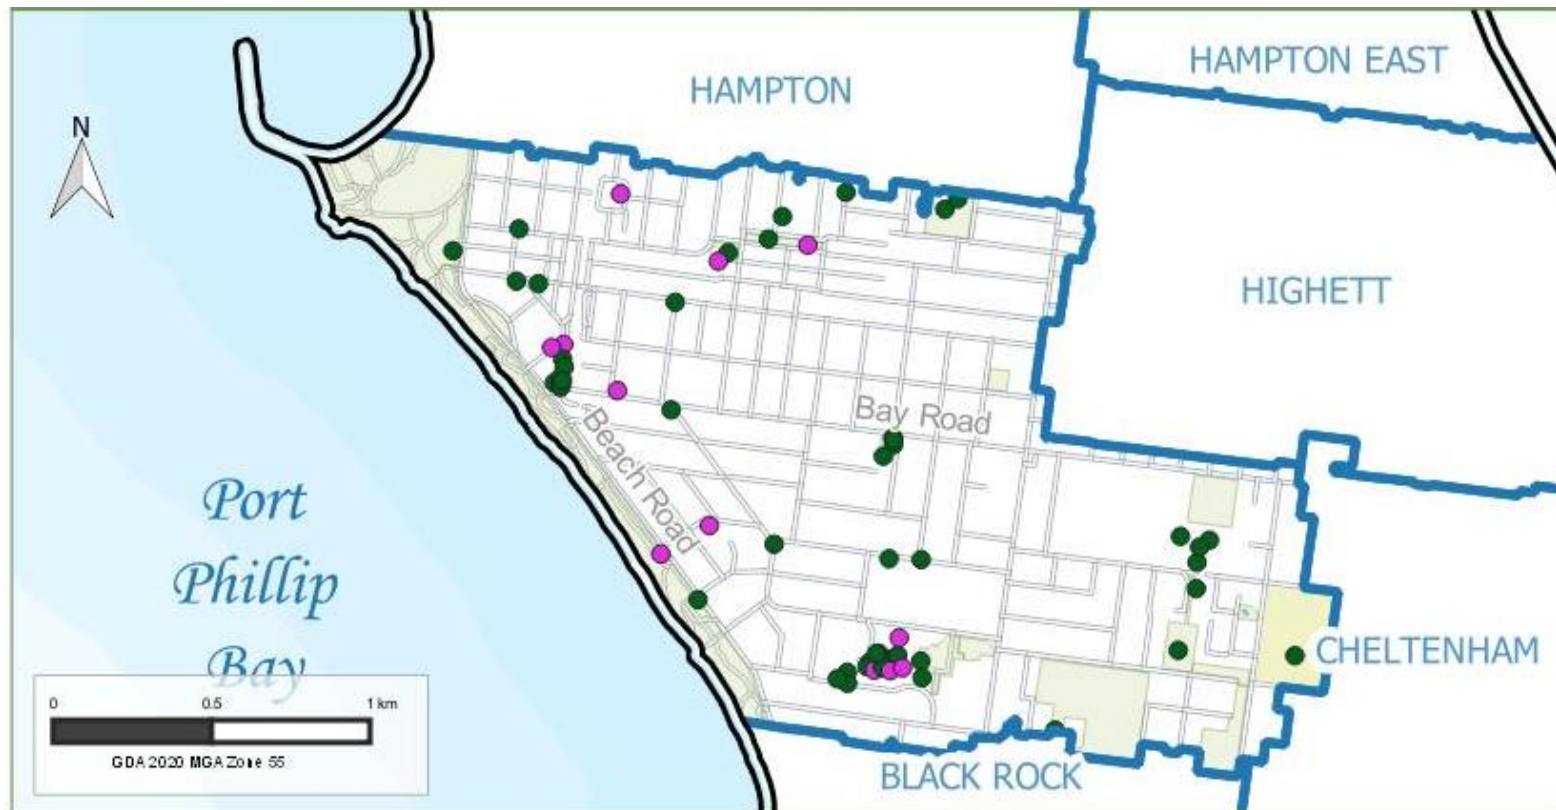 HAMPTON EAST
HAMPTON
N
HIGHETT
Bay Road
Beach Road
Port
Phillip
Bay
CHELTENHAM
0 0.5 1 km
GDA 2020 MGA Zone 55
BLACK ROCK